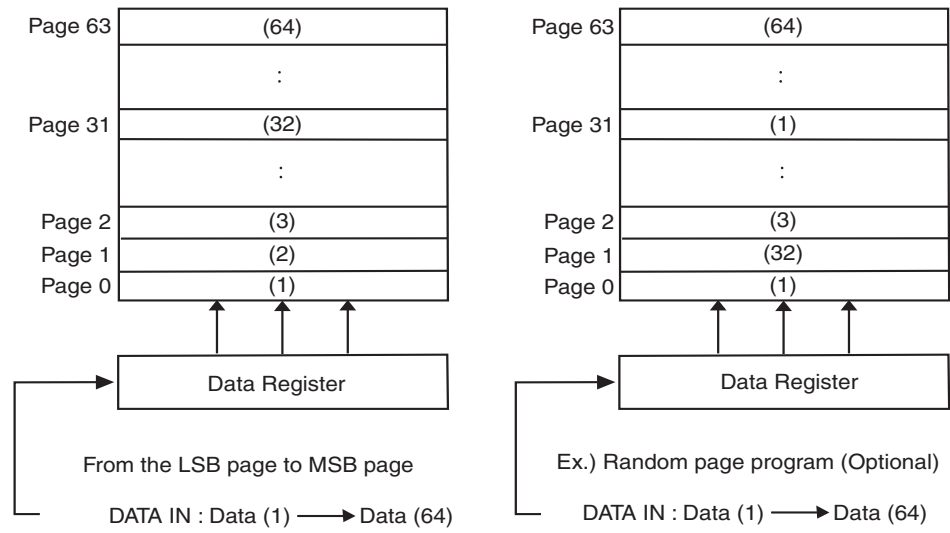 Page 63 (64)
:
Page 31 (32)
:
Page 2 (3)
Page 1 (2)
Page 0 (1)
Data Register
From the LSB page to MSB page
DATA IN : Data (1) Data (64)
Page 63 (64)
:
Page 31 (1)
:
Page 2 (3)
Page 1 (32)
Page 0 (1)
Data Register
Ex.) Random page program (Optional)
DATA IN : Data (1) Data (64)